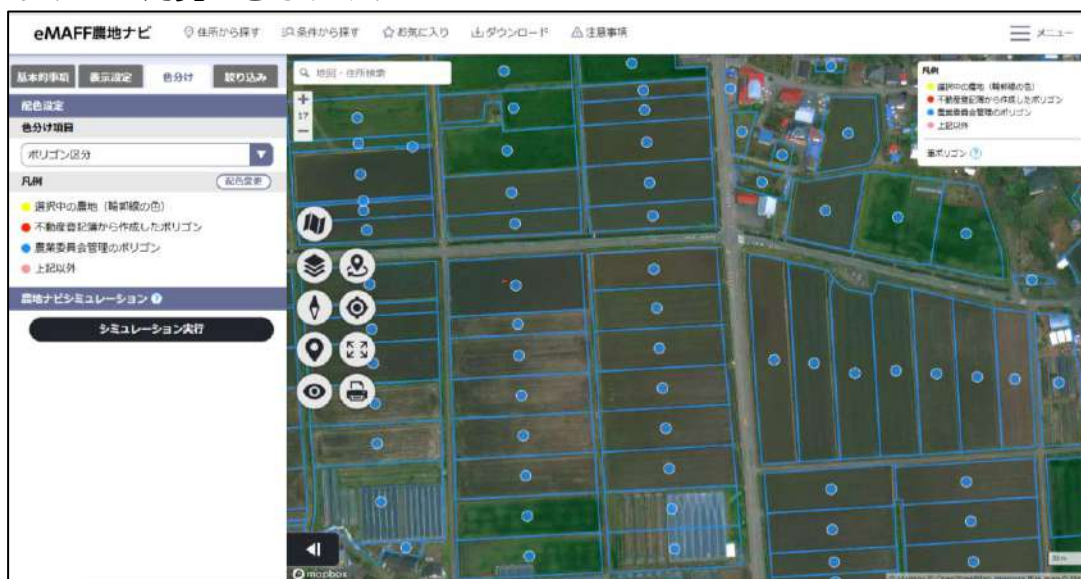 eMAFF農地ナビ
住所から探す
条件から探す
お気に入り
ダウンロード
注意事項
メニュー
基本的事項
表示設定
色分け
絞り込み
配色設定
色分け項目
ポリゴン区分
凡例
配色変更
選択中の農地（輪郭線の色）
不動産登記簿から作成したポリゴン
農業委員会管理のポリゴン
上記以外
農地ナビシミュレーション
シミュレーション実行
地図・住所検索
+
17
−
凡例
選択中の農地（輪郭線の色）
不動産登記簿から作成したポリゴン
農業委員会管理のポリゴン
上記以外
筆ポリゴン ?
mapbox